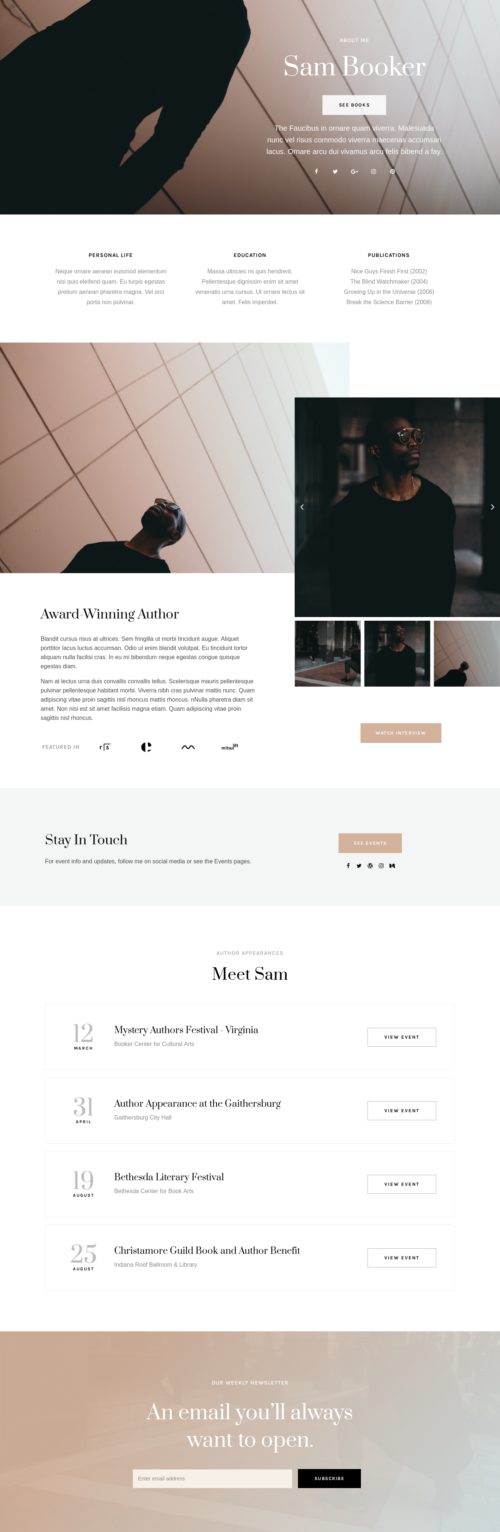 ABOUT ME
Sam Booker
SEE BOOKS
The Faucibus in ornare quam viverra. Malesuada
nunc vel risus commodo viverra maecenas accumsan
lacus. Ornare arcu dui vivamus arcu felis bibend a fay.
PERSONAL LIFE
Neque ornare aenean euismod elementum
nisi quis eleifend quam. Eu turpis egestas
pretium aenean pharetra magna. Vel orci
porta non pulvinar.
EDUCATION
Massa ultricies mi quis hendrerit.
Pellentesque dignissim enim sit amet
venenatis urna cursus. Ut ornare lectus sit
amet. Felis imperdiet.
PUBLICATIONS
Nice Guys Finish First (2002)
The Blind Watchmaker (2004)
Growing Up in the Universe (2006)
Break the Science Barrier (2008)
Award-Winning Author
Blandit cursus risus at ultrices. Sem fringilla ut morbi tincidunt augue. Aliquet
porttitor lacus luctus accumsan. Odio ut enim blandit volutpat. Eu tincidunt tortor
aliquam nulla facilisi cras. In eu mi bibendum neque egestas congue quisque
egestas diam.
Nam at lectus urna duis convallis convallis tellus. Scelerisque mauris pellentesque
pulvinar pellentesque habitant morbi. Viverra nibh cras pulvinar mattis nunc. Quam
adipiscing vitae proin sagittis nisl rhoncus mattis rhoncus. nNulla pharetra diam sit
amet. Non nisi est sit amet facilisis magna etiam. Quam adipiscing vitae proin
sagittis nisl rhoncus.
FEATURED IN
WATCH INTERVIEW
Stay In Touch
For event info and updates, follow me on social media or see the Events pages.
SEE EVENTS
AUTHOR APPEARANCES
Meet Sam
12
MARCH
Mystery Authors Festival - Virginia
Booker Center for Cultural Arts
VIEW EVENT
31
APRIL
Author Appearance at the Gaithersburg
Gaithersburg City Hall
VIEW EVENT
19
AUGUST
Bethesda Literary Festival
Bethesda Center for Book Arts
VIEW EVENT
25
AUGUST
Christamore Guild Book and Author Benefit
Indiana Roof Ballroom & Library
VIEW EVENT
OUR WEEKLY NEWSLETTER
An email you'll always
want to open.
Enter email address
SUBSCRIBE